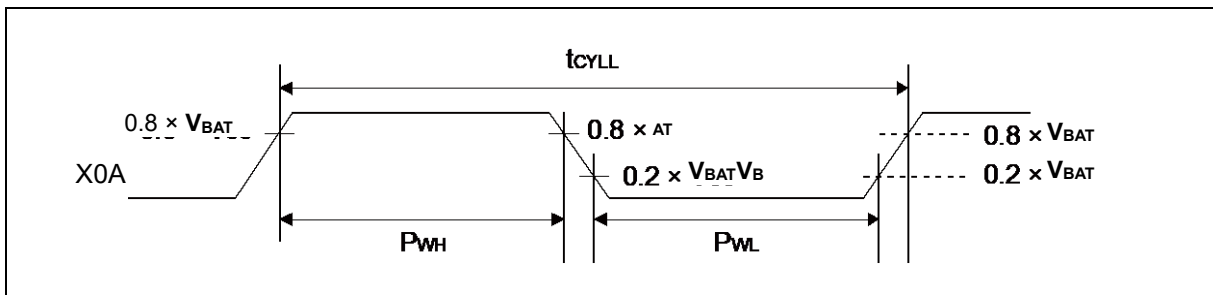 tCYLL
0.8 × VBAT
0.8 × AT
0.8 × VBAT
X0A
0.2 × VBATVB
0.2 × VBAT
PWH
PWL